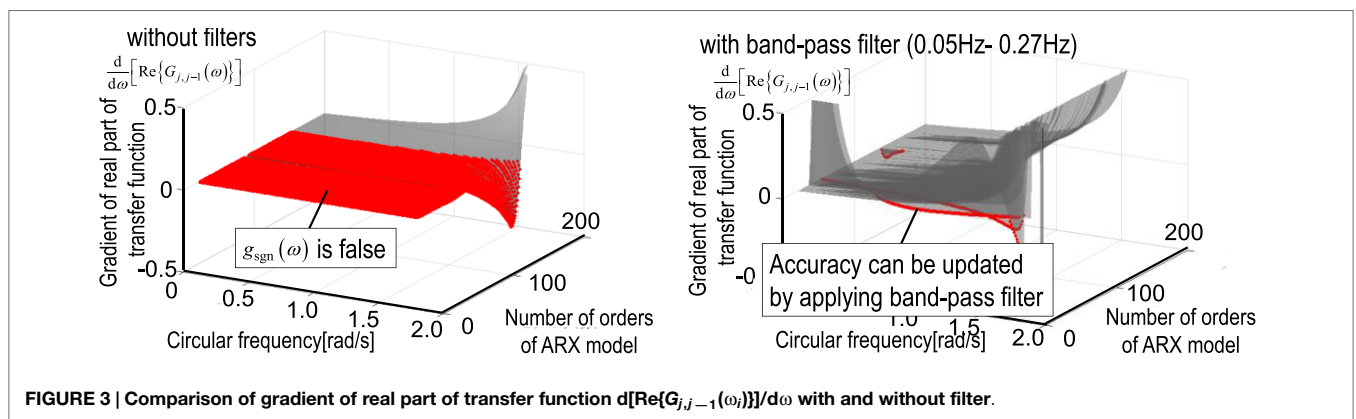 without filters
d/dω[Re{G_{j,j−1}(ω)}]
Gradient of real part of
transfer function
0.5
0
-0.5
g_sgn(ω) is false
0
0.5
1.0
1.5
2.0
Circular frequency[rad/s]
0
100
200
Number of orders
of ARX model
with band-pass filter (0.05Hz- 0.27Hz)
d/dω[Re{G_{j,j−1}(ω)}]
Gradient of real part of
transfer function
0.5
0
-0
Accuracy can be updated
by applying band-pass filter
1.0
1.5
2.0
Circular frequency[rad/s]
0
100
200
Number of orders
of ARX model
FIGURE 3 | Comparison of gradient of real part of transfer function d[Re{G_{j,j−1}(ω_i)}]/dω with and without filter.